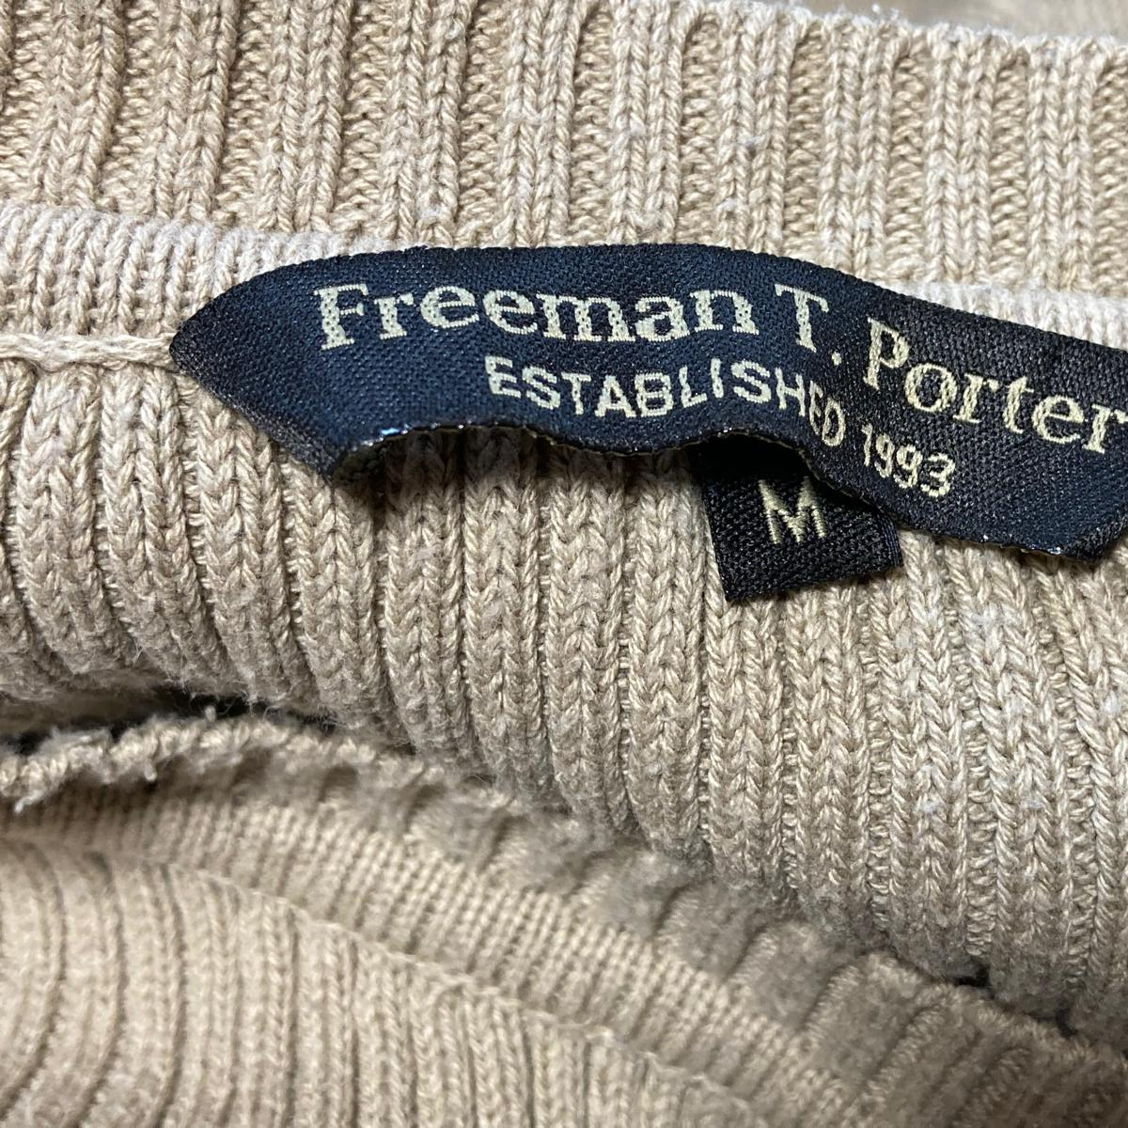 Freeman T. Porter
ESTABLISHED 1993
M